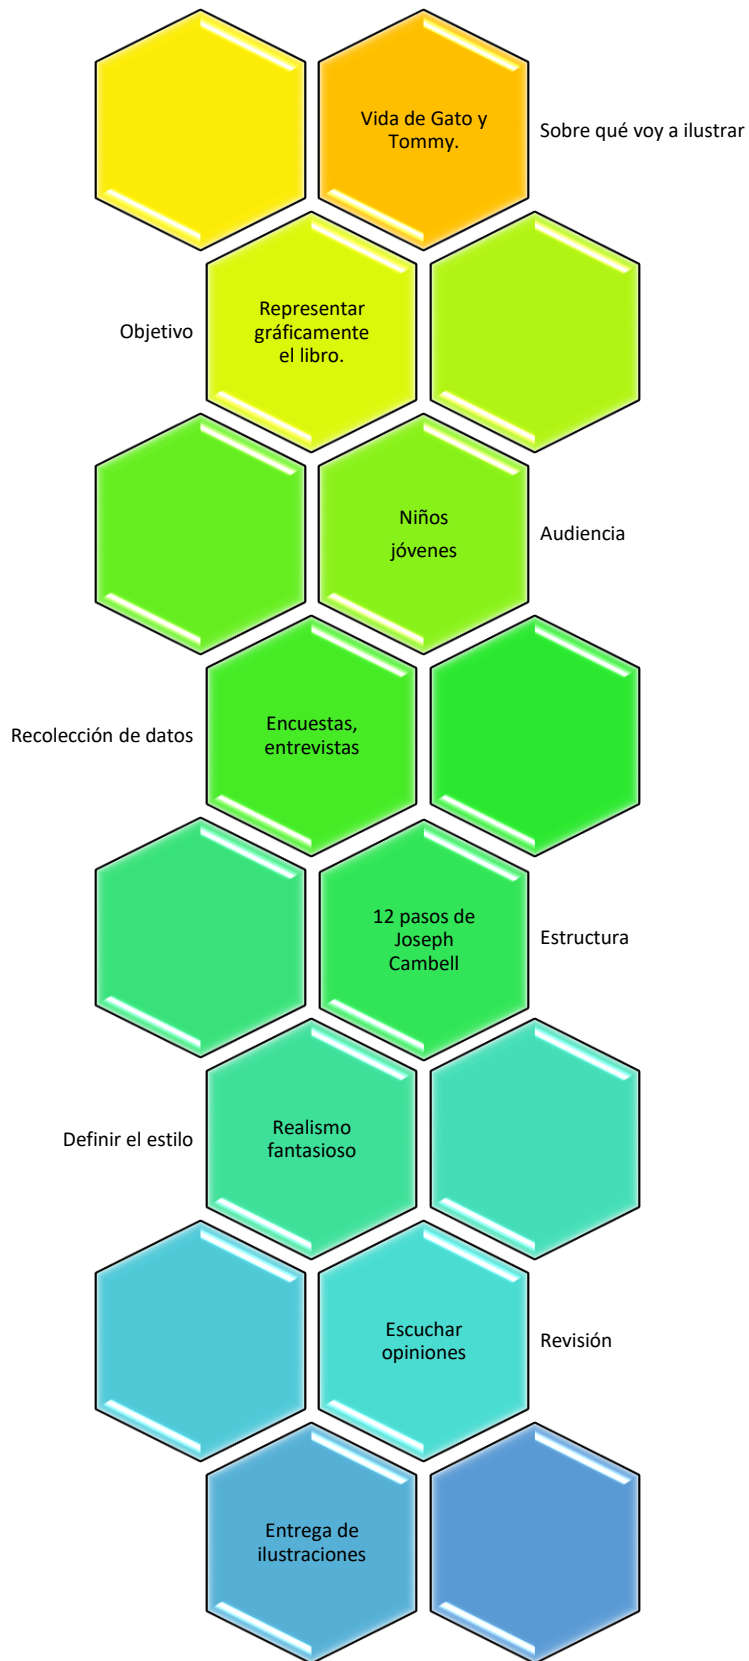 Vida de Gato y
Tommy.
Sobre qué voy a ilustrar
Objetivo
Representar
gráficamente
el libro.
Niños
jóvenes
Audiencia
Recolección de datos
Encuestas,
entrevistas
12 pasos de
Joseph
Cambell
Estructura
Definir el estilo
Realismo
fantasioso
Escuchar
opiniones
Revisión
Entrega de
ilustraciones